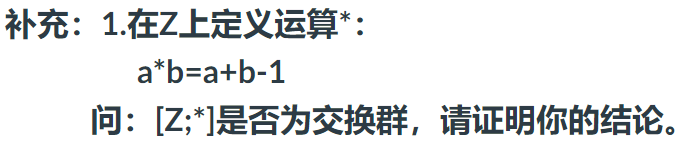 补充：1.在Z上定义运算*：
a*b=a+b-1
问：[Z;*]是否为交换群，请证明你的结论。